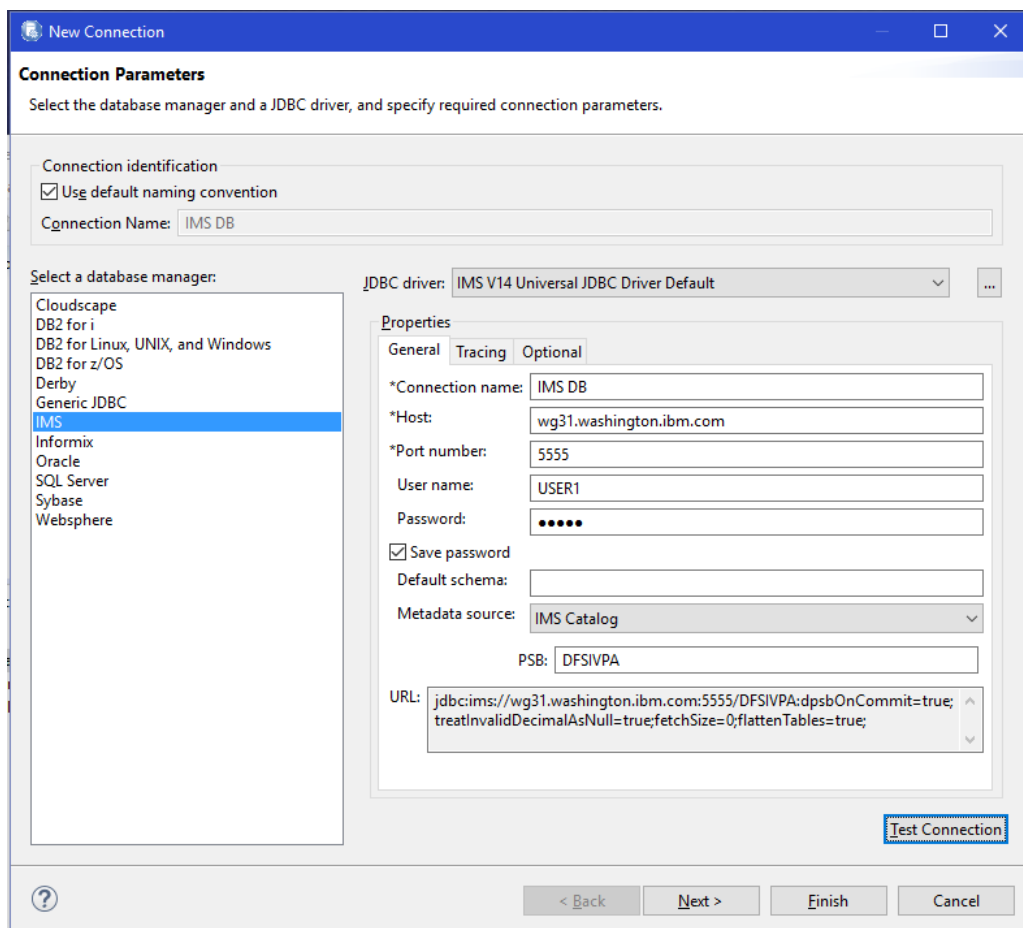 New Connection
Connection Parameters
Select the database manager and a JDBC driver, and specify required connection parameters.
Connection identification
Use default naming convention
Connection Name: IMS DB
Select a database manager:
Cloudscape
DB2 for i
DB2 for Linux, UNIX, and Windows
DB2 for z/OS
Derby
Generic JDBC
IMS
Informix
Oracle
SQL Server
Sybase
Websphere
JDBC driver: IMS V14 Universal JDBC Driver Default
...
Properties
General Tracing Optional
*Connection name: IMS DB
*Host: wg31.washington.ibm.com
*Port number: 5555
User name: USER1
Password: •••••
Save password
Default schema:
Metadata source: IMS Catalog
PSB: DFSIVPA
URL: jdbc:ims://wg31.washington.ibm.com:5555/DFSIVPA:dpsbOnCommit=true;
treatInvalidDecimalAsNull=true;fetchSize=0;flattenTables=true;
Test Connection
?
< Back Next > Finish Cancel